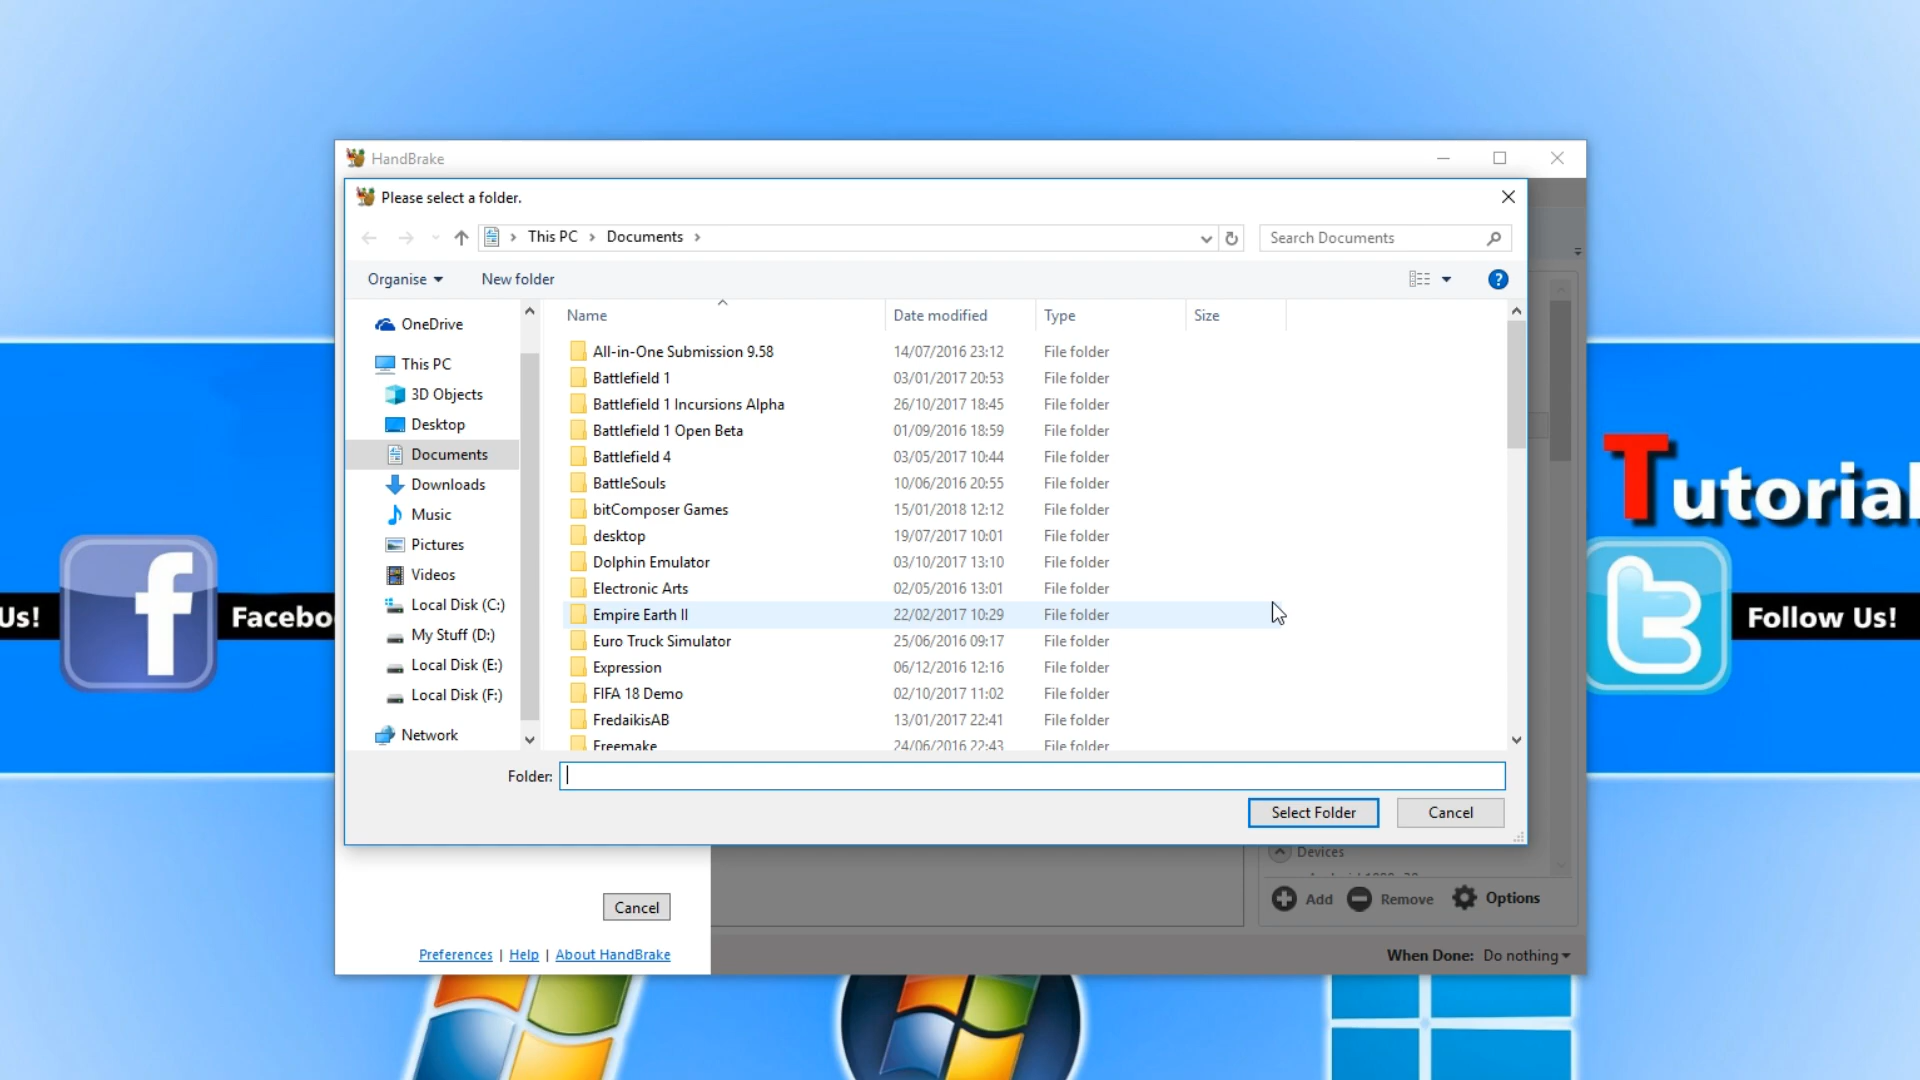 HandBrake
Please select a folder.
This PC > Documents >
Search Documents
Organise
New folder
Name
Date modified
Type
Size
OneDrive
This PC
3D Objects
Desktop
Documents
Downloads
Music
Pictures
Videos
Local Disk (C:)
My Stuff (D:)
Local Disk (E:)
Local Disk (F:)
Network
All-in-One Submission 9.58 14/07/2016 23:12 File folder
Battlefield 1 03/01/2017 20:53 File folder
Battlefield 1 Incursions Alpha 26/10/2017 18:45 File folder
Battlefield 1 Open Beta 01/09/2016 18:59 File folder
Battlefield 4 03/05/2017 10:44 File folder
BattleSouls 10/06/2016 20:55 File folder
bitComposer Games 15/01/2018 12:12 File folder
desktop 19/07/2017 10:01 File folder
Dolphin Emulator 03/10/2017 13:10 File folder
Electronic Arts 02/05/2016 13:01 File folder
Empire Earth II 22/02/2017 10:29 File folder
Euro Truck Simulator 25/06/2016 09:17 File folder
Expression 06/12/2016 12:16 File folder
FIFA 18 Demo 02/10/2017 11:02 File folder
FredaikisAB 13/01/2017 22:41 File folder
Freemake 24/06/2016 22:43 File folder
Folder:
Select Folder
Cancel
Devices
Add
Remove
Options
Cancel
Preferences | Help | About HandBrake
When Done: Do nothing
Us!
f
Facebo
Tutorial
t
Follow Us!